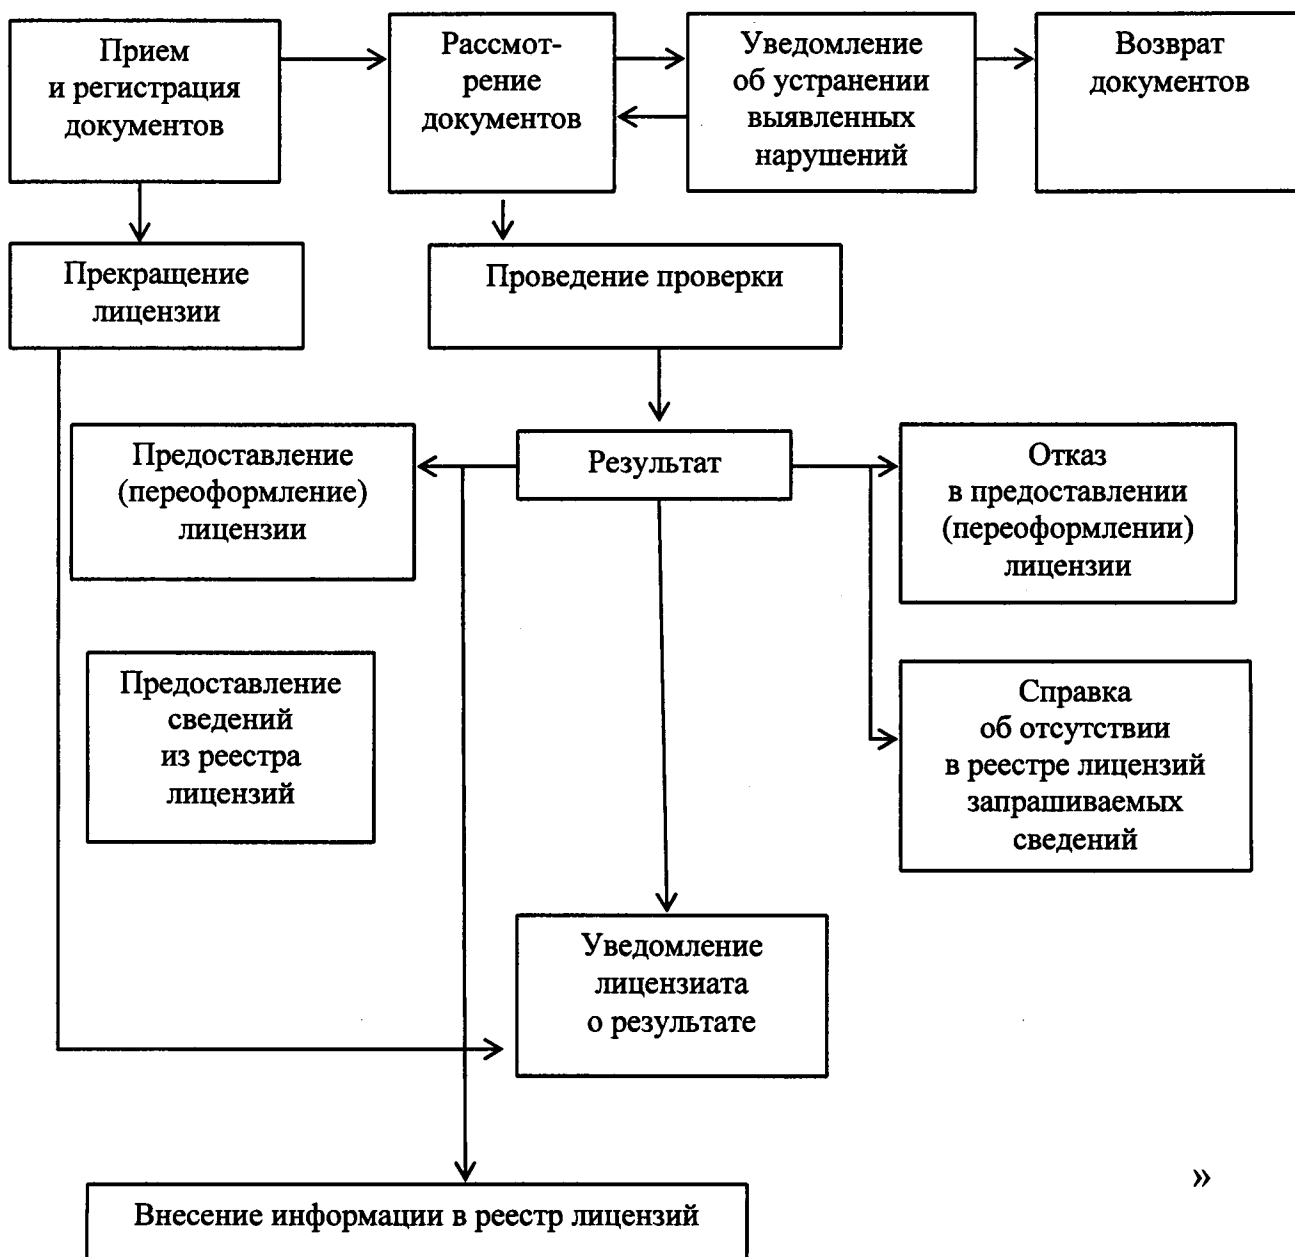 Прием
и регистрация
документов
Рассмот-
рение
документов
Уведомление
об устранении
выявленных
нарушений
Возврат
документов
Прекращение
лицензии
Проведение проверки
Предоставление
(переоформление)
лицензии
Результат
Отказ
в предоставлении
(переоформлении)
лицензии
Предоставление
сведений
из реестра
лицензий
Справка
об отсутствии
в реестре лицензий
запрашиваемых
сведений
Уведомление
лицензиата
о результате
»
Внесение информации в реестр лицензий